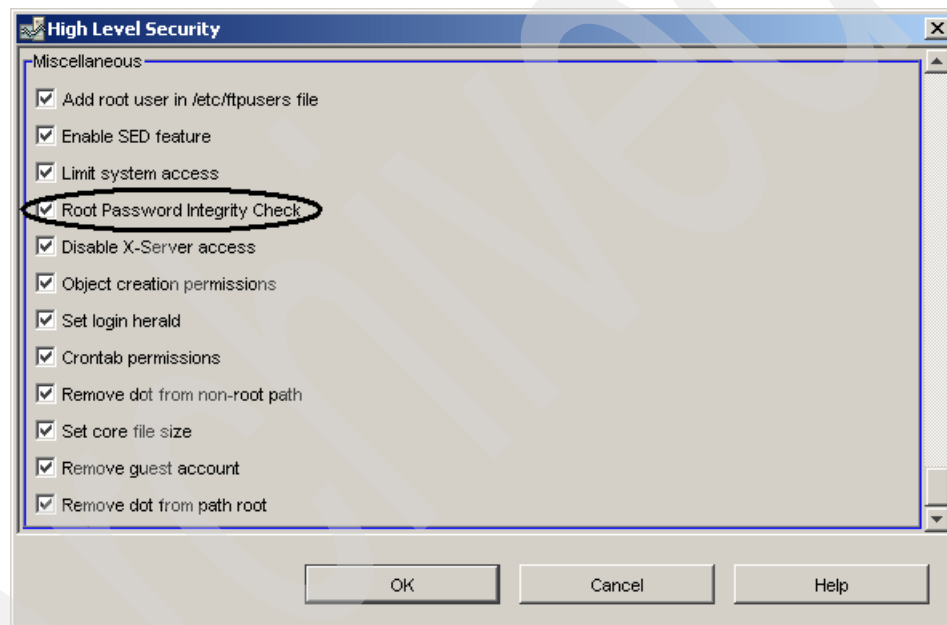 High Level Security
Miscellaneous
Add root user in /etc/ftpusers file
Enable SED feature
Limit system access
Root Password Integrity Check
Disable X-Server access
Object creation permissions
Set login herald
Crontab permissions
Remove dot from non-root path
Set core file size
Remove guest account
Remove dot from path root
OK Cancel Help